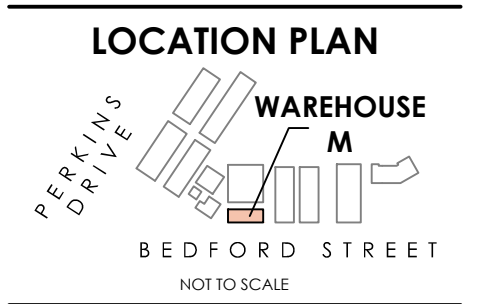 LOCATION PLAN
WAREHOUSE
M
PERKINS
DRIVE
BEDFORD STREET
NOT TO SCALE